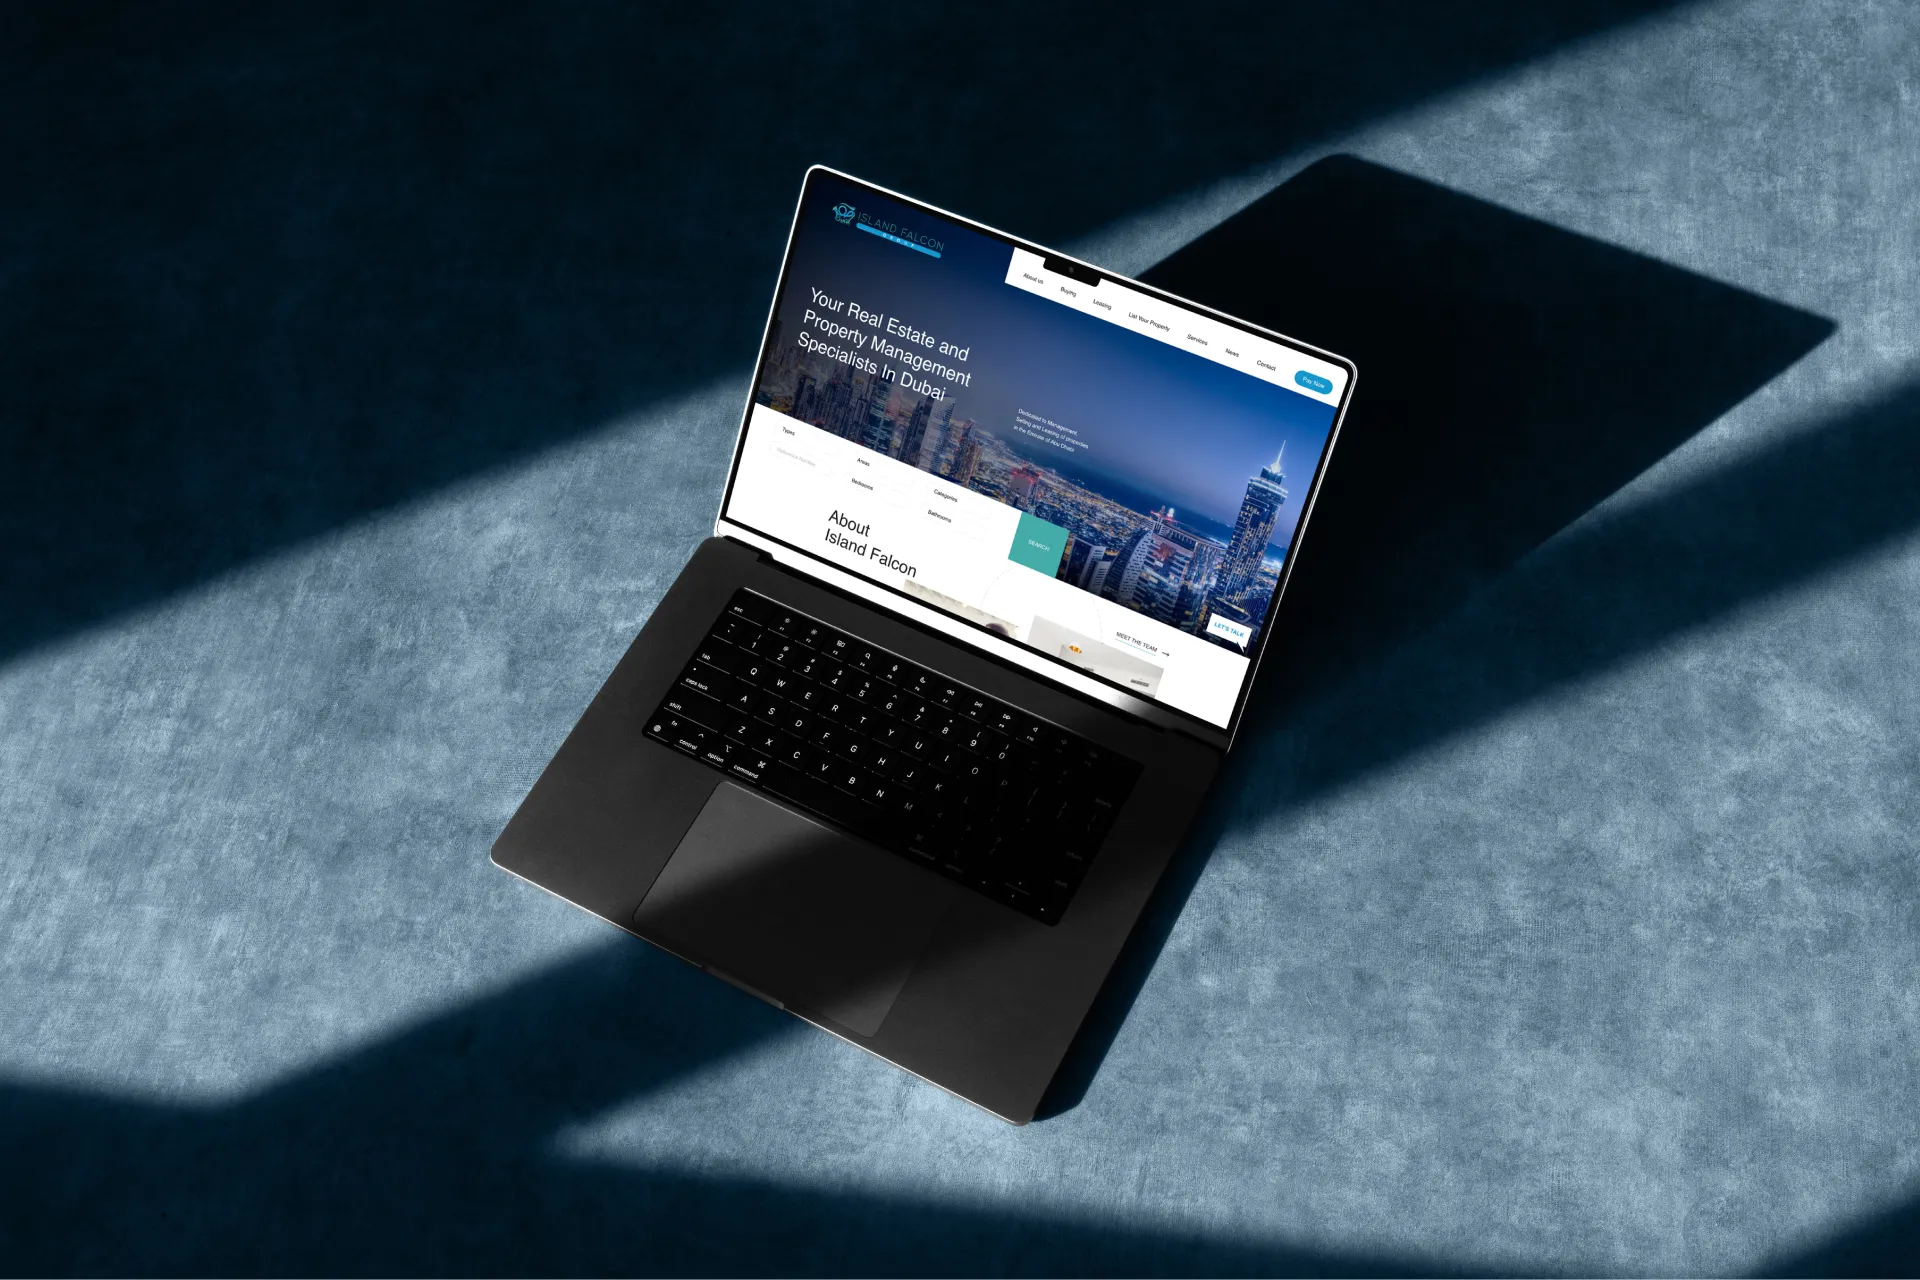 ISLAND FALCON
GROUP
About us
Buying
Leasing
List Your Property
Services
News
Contact
Pay Now
Your Real Estate and
Property Management
Specialists In Dubai
Dedicated to Management,
Selling and Leasing of properties
in the Emirate of Abu Dhabi
Types
Areas
Categories
Reference Number
Bedrooms
Bathrooms
SEARCH
About
Island Falcon
MEET THE TEAM
LET'S TALK
esc
1 2 3 4 5 6 7 8 9 0
tab Q W E R T Y U I O P
caps lock A S D F G H J K L
shift Z X C V B N M
fn control option command